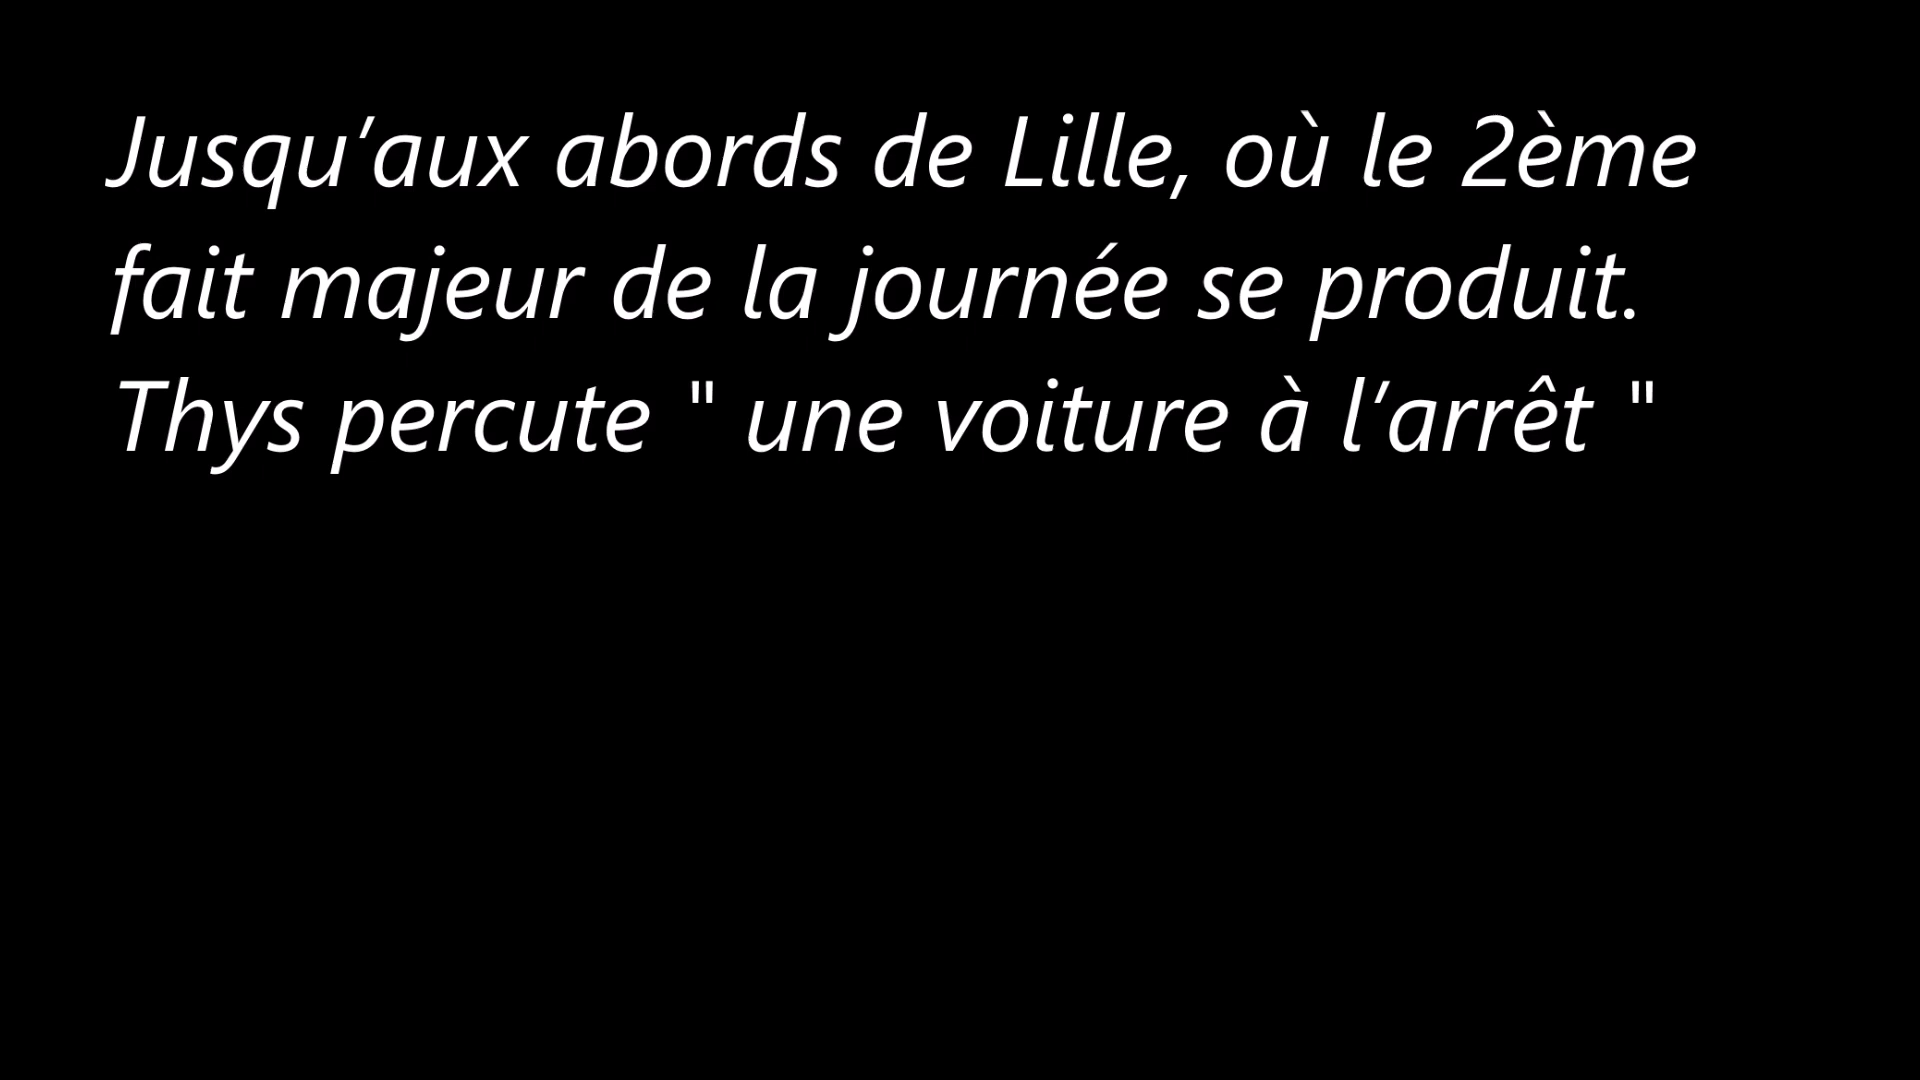 Jusqu’aux abords de Lille, où le 2ème
fait majeur de la journée se produit.
Thys percute " une voiture à l’arrêt "